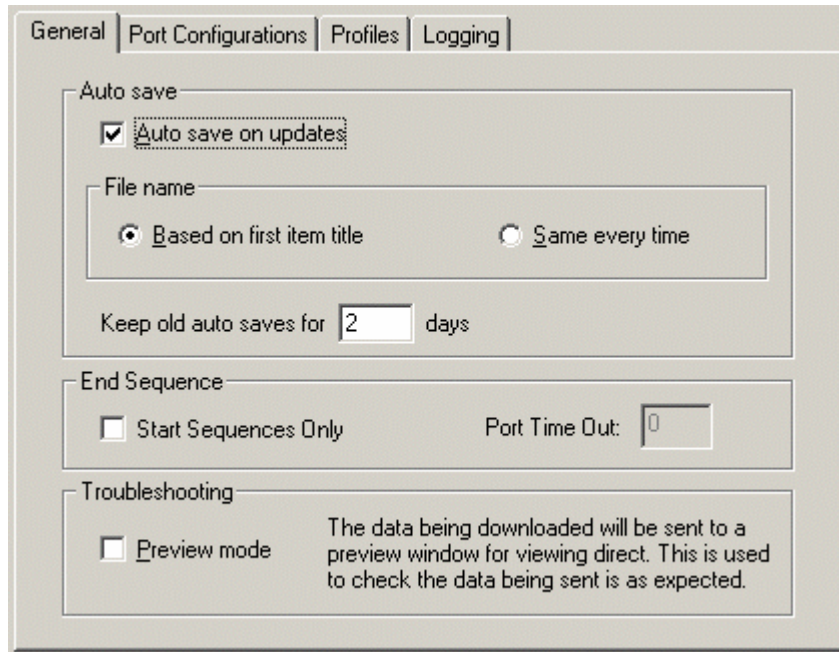 General Port Configurations Profiles Logging
Auto save
Auto save on updates
File name
Based on first item title Same every time
Keep old auto saves for 2 days
End Sequence
Start Sequences Only Port Time Out: 0
Troubleshooting
Preview mode
The data being downloaded will be sent to a
preview window for viewing direct. This is used
to check the data being sent is as expected.